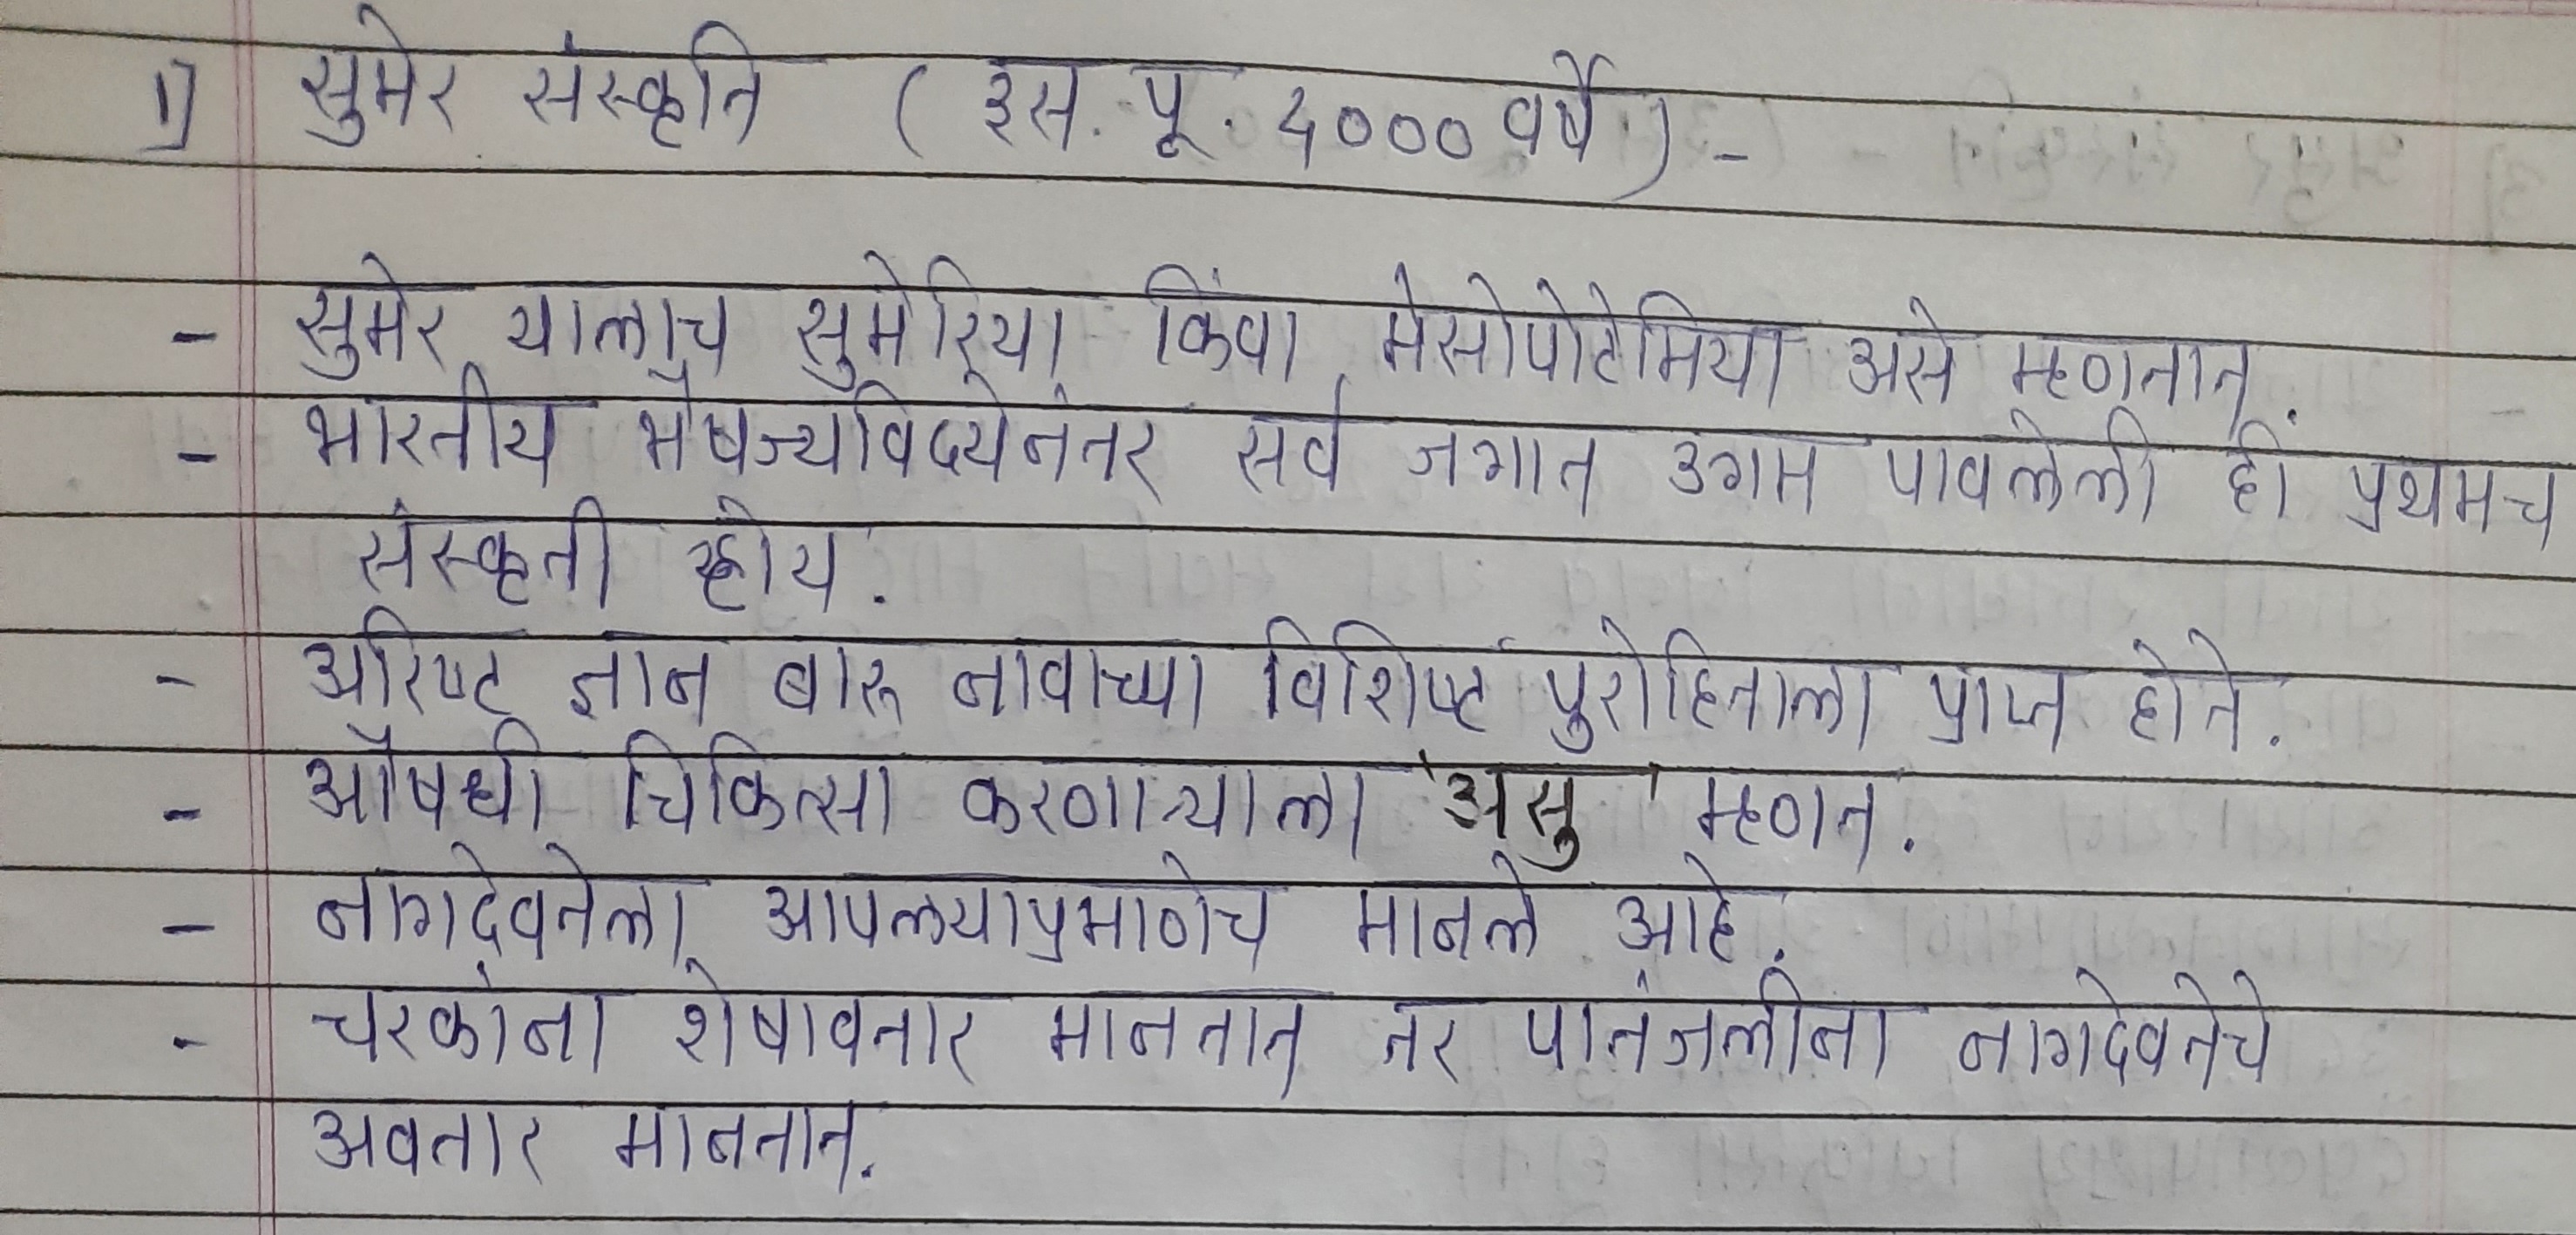 1] सुमेर संस्कृति ( इस. पू. 4000 वर्षे ) -
- सुमेर यालाच सुमेरिया किंवा मेसोपोटेमिया असे म्हणतात.
- भारतीय भैषज्यविद्येनंतर सर्व जगात उगम पावलेली ही प्रथमच
संस्कृती होय.
- अरिष्ट ज्ञान बारू नावाच्या विशिष्ट पुरोहिताला प्राप्त होते.
- औषधी चिकित्सा करणाऱ्याला 'असु' म्हणत.
- नागदेवतेला आपल्याप्रमाणेच मानले आहे.
- चरकांना शेषावतार मानतात तर पातंजलींना नागदेवतेचे
अवतार मानतात.